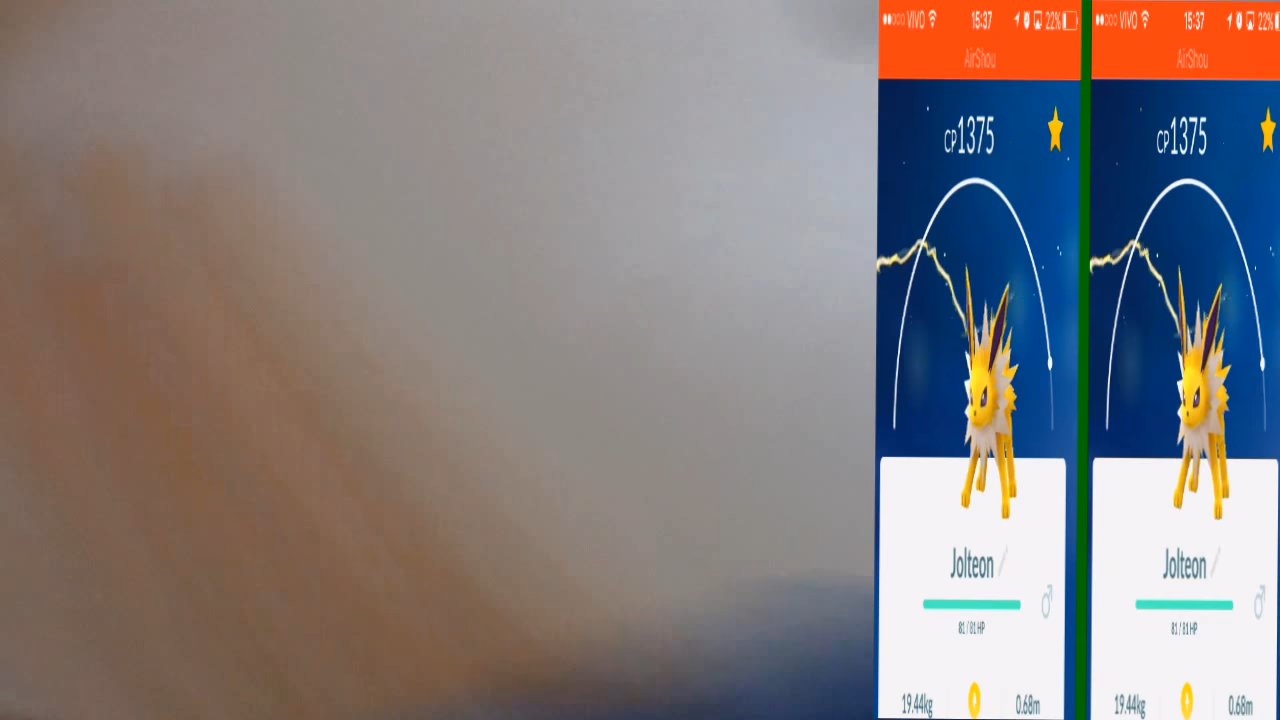 VIVO 15:37 22%
AirShou
CP1375
Jolteon
81 / 81 HP
19.44kg 0.68m
VIVO 15:37 22%
AirShou
CP1375
Jolteon
81 / 81 HP
19.44kg 0.68m